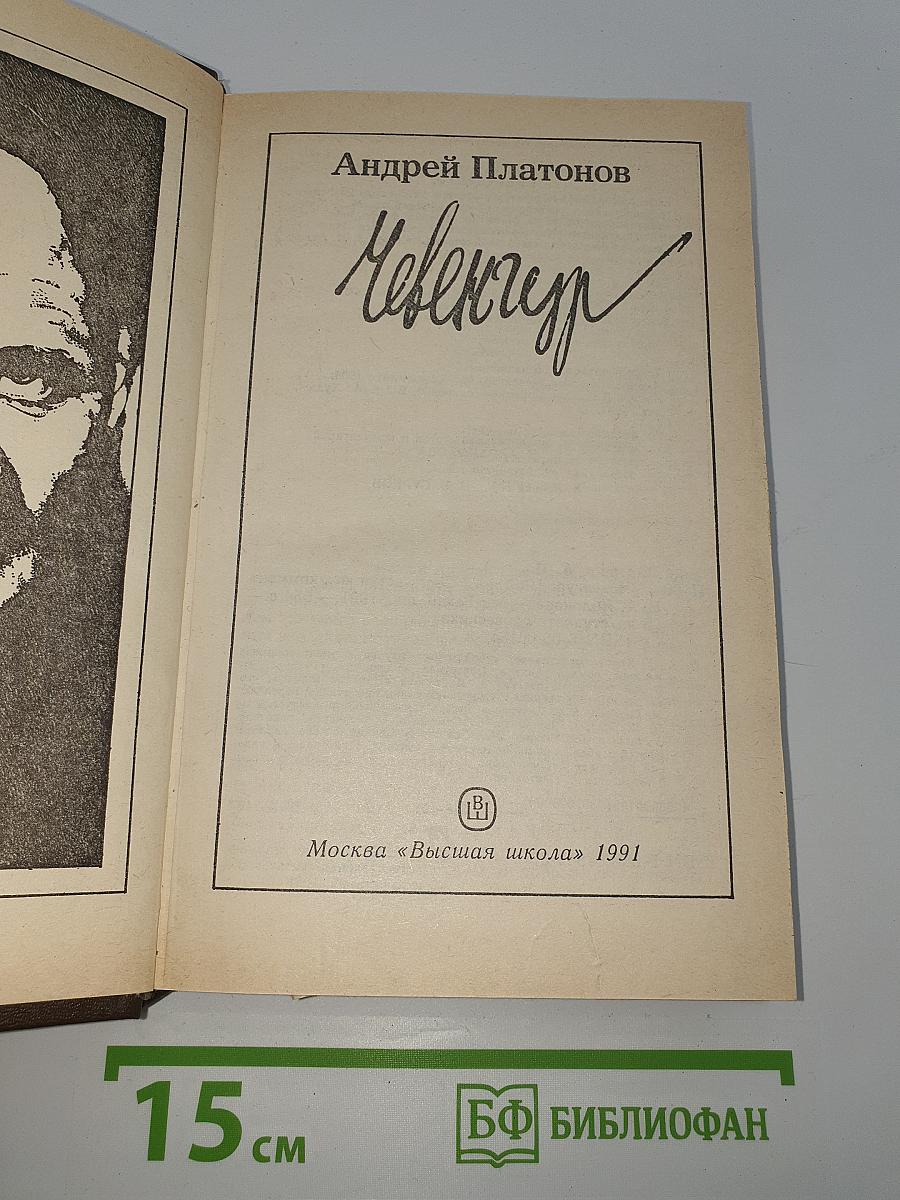 Андрей Платонов
Чевенгур
ВШ
Москва «Высшая школа» 1991
15 см
БФ БИБЛИОФАН